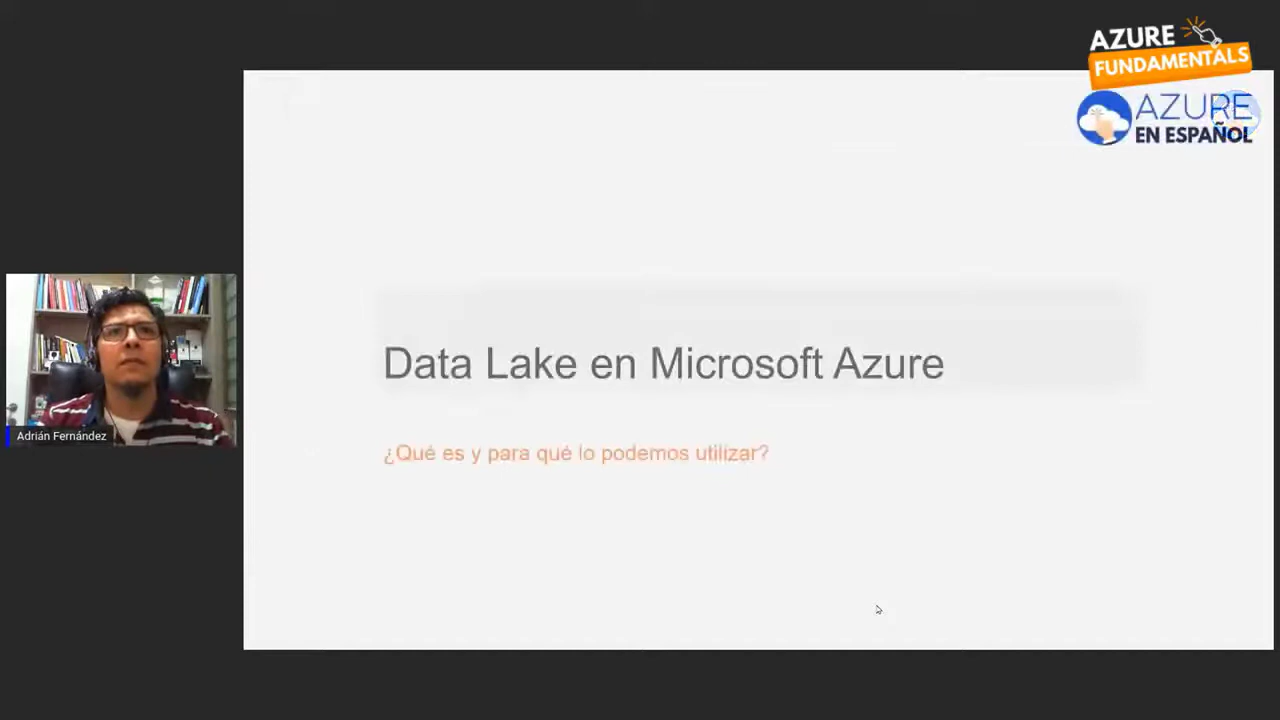 AZURE
FUNDAMENTALS
AZURE
EN ESPAÑOL
Data Lake en Microsoft Azure
¿Qué es y para qué lo podemos utilizar?
Adrián Fernández